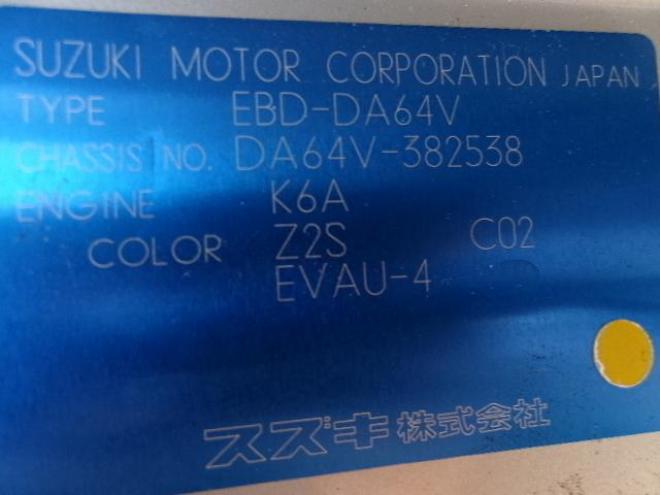 SUZUKI MOTOR CORPORATION JAPAN
TYPE EBD-DA64V
CHASSIS NO. DA64V-382538
ENGINE K6A
COLOR Z2S C02
EVAU-4
スズキ株式会社